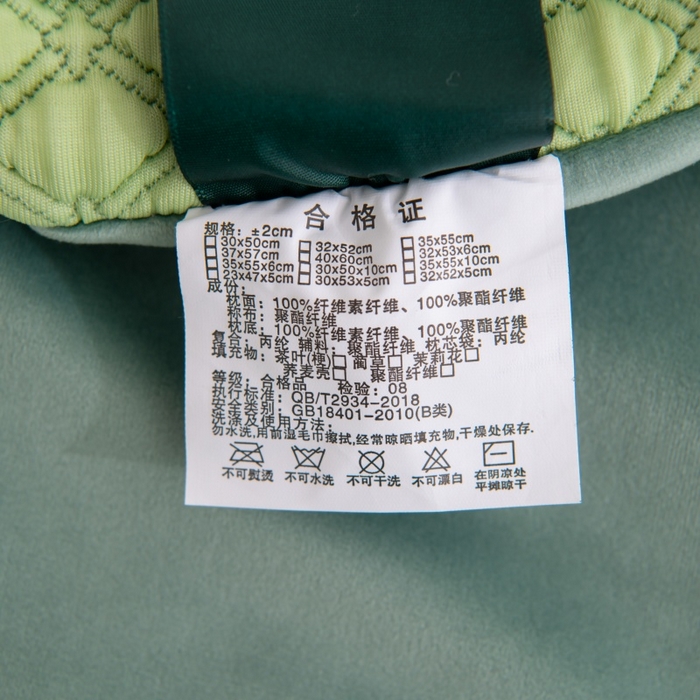 合格证
规格: ±2cm
□30x50cm □32x52cm □35x55cm
□37x57cm □40x60cm □32x53x6cm
□35x55x6cm □30x50x10cm □35x55x10cm
□23x47x5cm □30x53x5cm □32x52x5cm
成份:
枕面: 100%纤维素纤维、100%聚酯纤维
称布: 聚酯纤维
枕底: 100%纤维素纤维、100%聚酯纤维
复合: 丙纶 辅料: 聚酯纤维 枕芯袋: 丙纶
填充物: 茶叶(梗)□ 蔺草□ 茉莉花□
荞麦壳□ 聚酯纤维□
等级: 合格品 检验: 08
执行标准: QB/T2934-2018
安全类别: GB18401-2010(B类)
洗涤及使用方法:
勿水洗,用前湿毛巾擦拭,经常晾晒填充物,干燥处保存.
不可熨烫 不可水洗 不可干洗 不可漂白 在阴凉处
平摊晾干